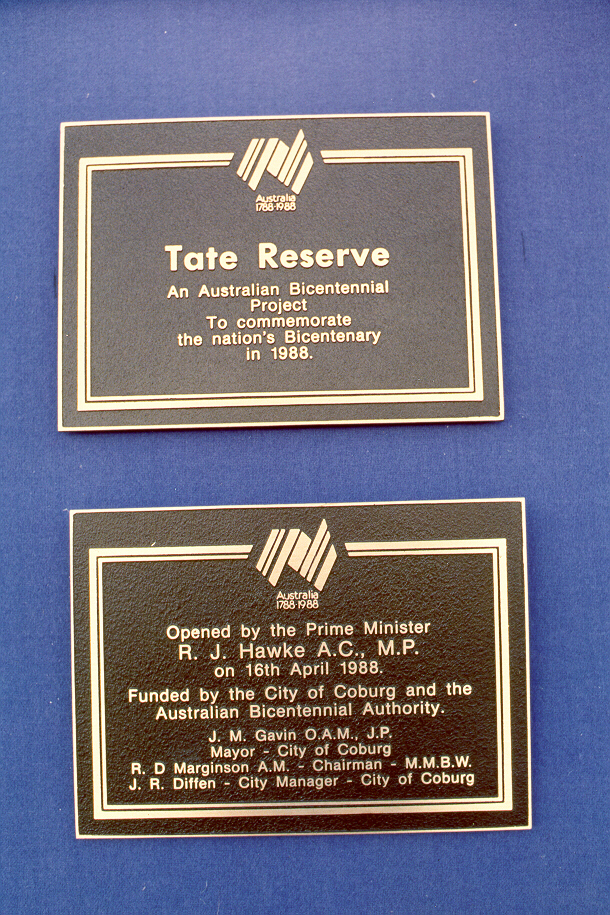 Australia
1788-1988
Tate Reserve
An Australian Bicentennial
Project
To commemorate
the nation's Bicentenary
in 1988.
Australia
1788-1988
Opened by the Prime Minister
R. J. Hawke A.C., M.P.
on 16th April 1988.
Funded by the City of Coburg and the
Australian Bicentennial Authority.
J. M. Gavin O.A.M., J.P.
Mayor - City of Coburg
R. D Marginson A.M. - Chairman - M.M.B.W.
J. R. Diffen - City Manager - City of Coburg